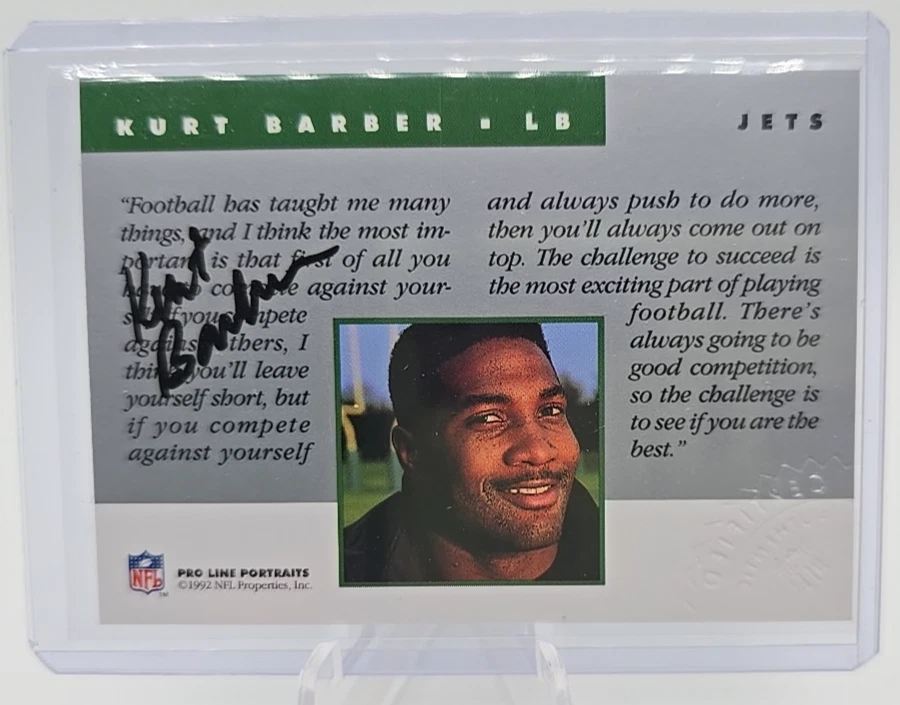 KURT BARBER ▪ LB
JETS
“Football has taught me many
things, and I think the most im-
portant is that first of all you
compete against your-
if you compete
against others, I
think you'll leave
yourself short, but
if you compete
against yourself
and always push to do more,
then you'll always come out on
top. The challenge to succeed is
the most exciting part of playing
football. There's
always going to be
good competition,
so the challenge is
to see if you are the
best.”
Kurt
Barber
NFL
TM
PRO LINE PORTRAITS
©1992 NFL Properties, Inc.